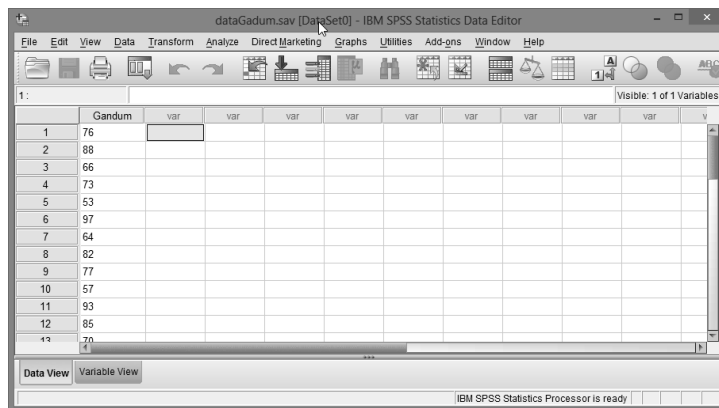 dataGadum.sav [DataSet0] - IBM SPSS Statistics Data Editor
File Edit View Data Transform Analyze Direct Marketing Graphs Utilities Add-ons Window Help
1 :
Visible: 1 of 1 Variables
Gandum var var var var var var var var var v
1 76
2 88
3 66
4 73
5 53
6 97
7 64
8 82
9 77
10 57
11 93
12 85
13 70
Data View Variable View
IBM SPSS Statistics Processor is ready